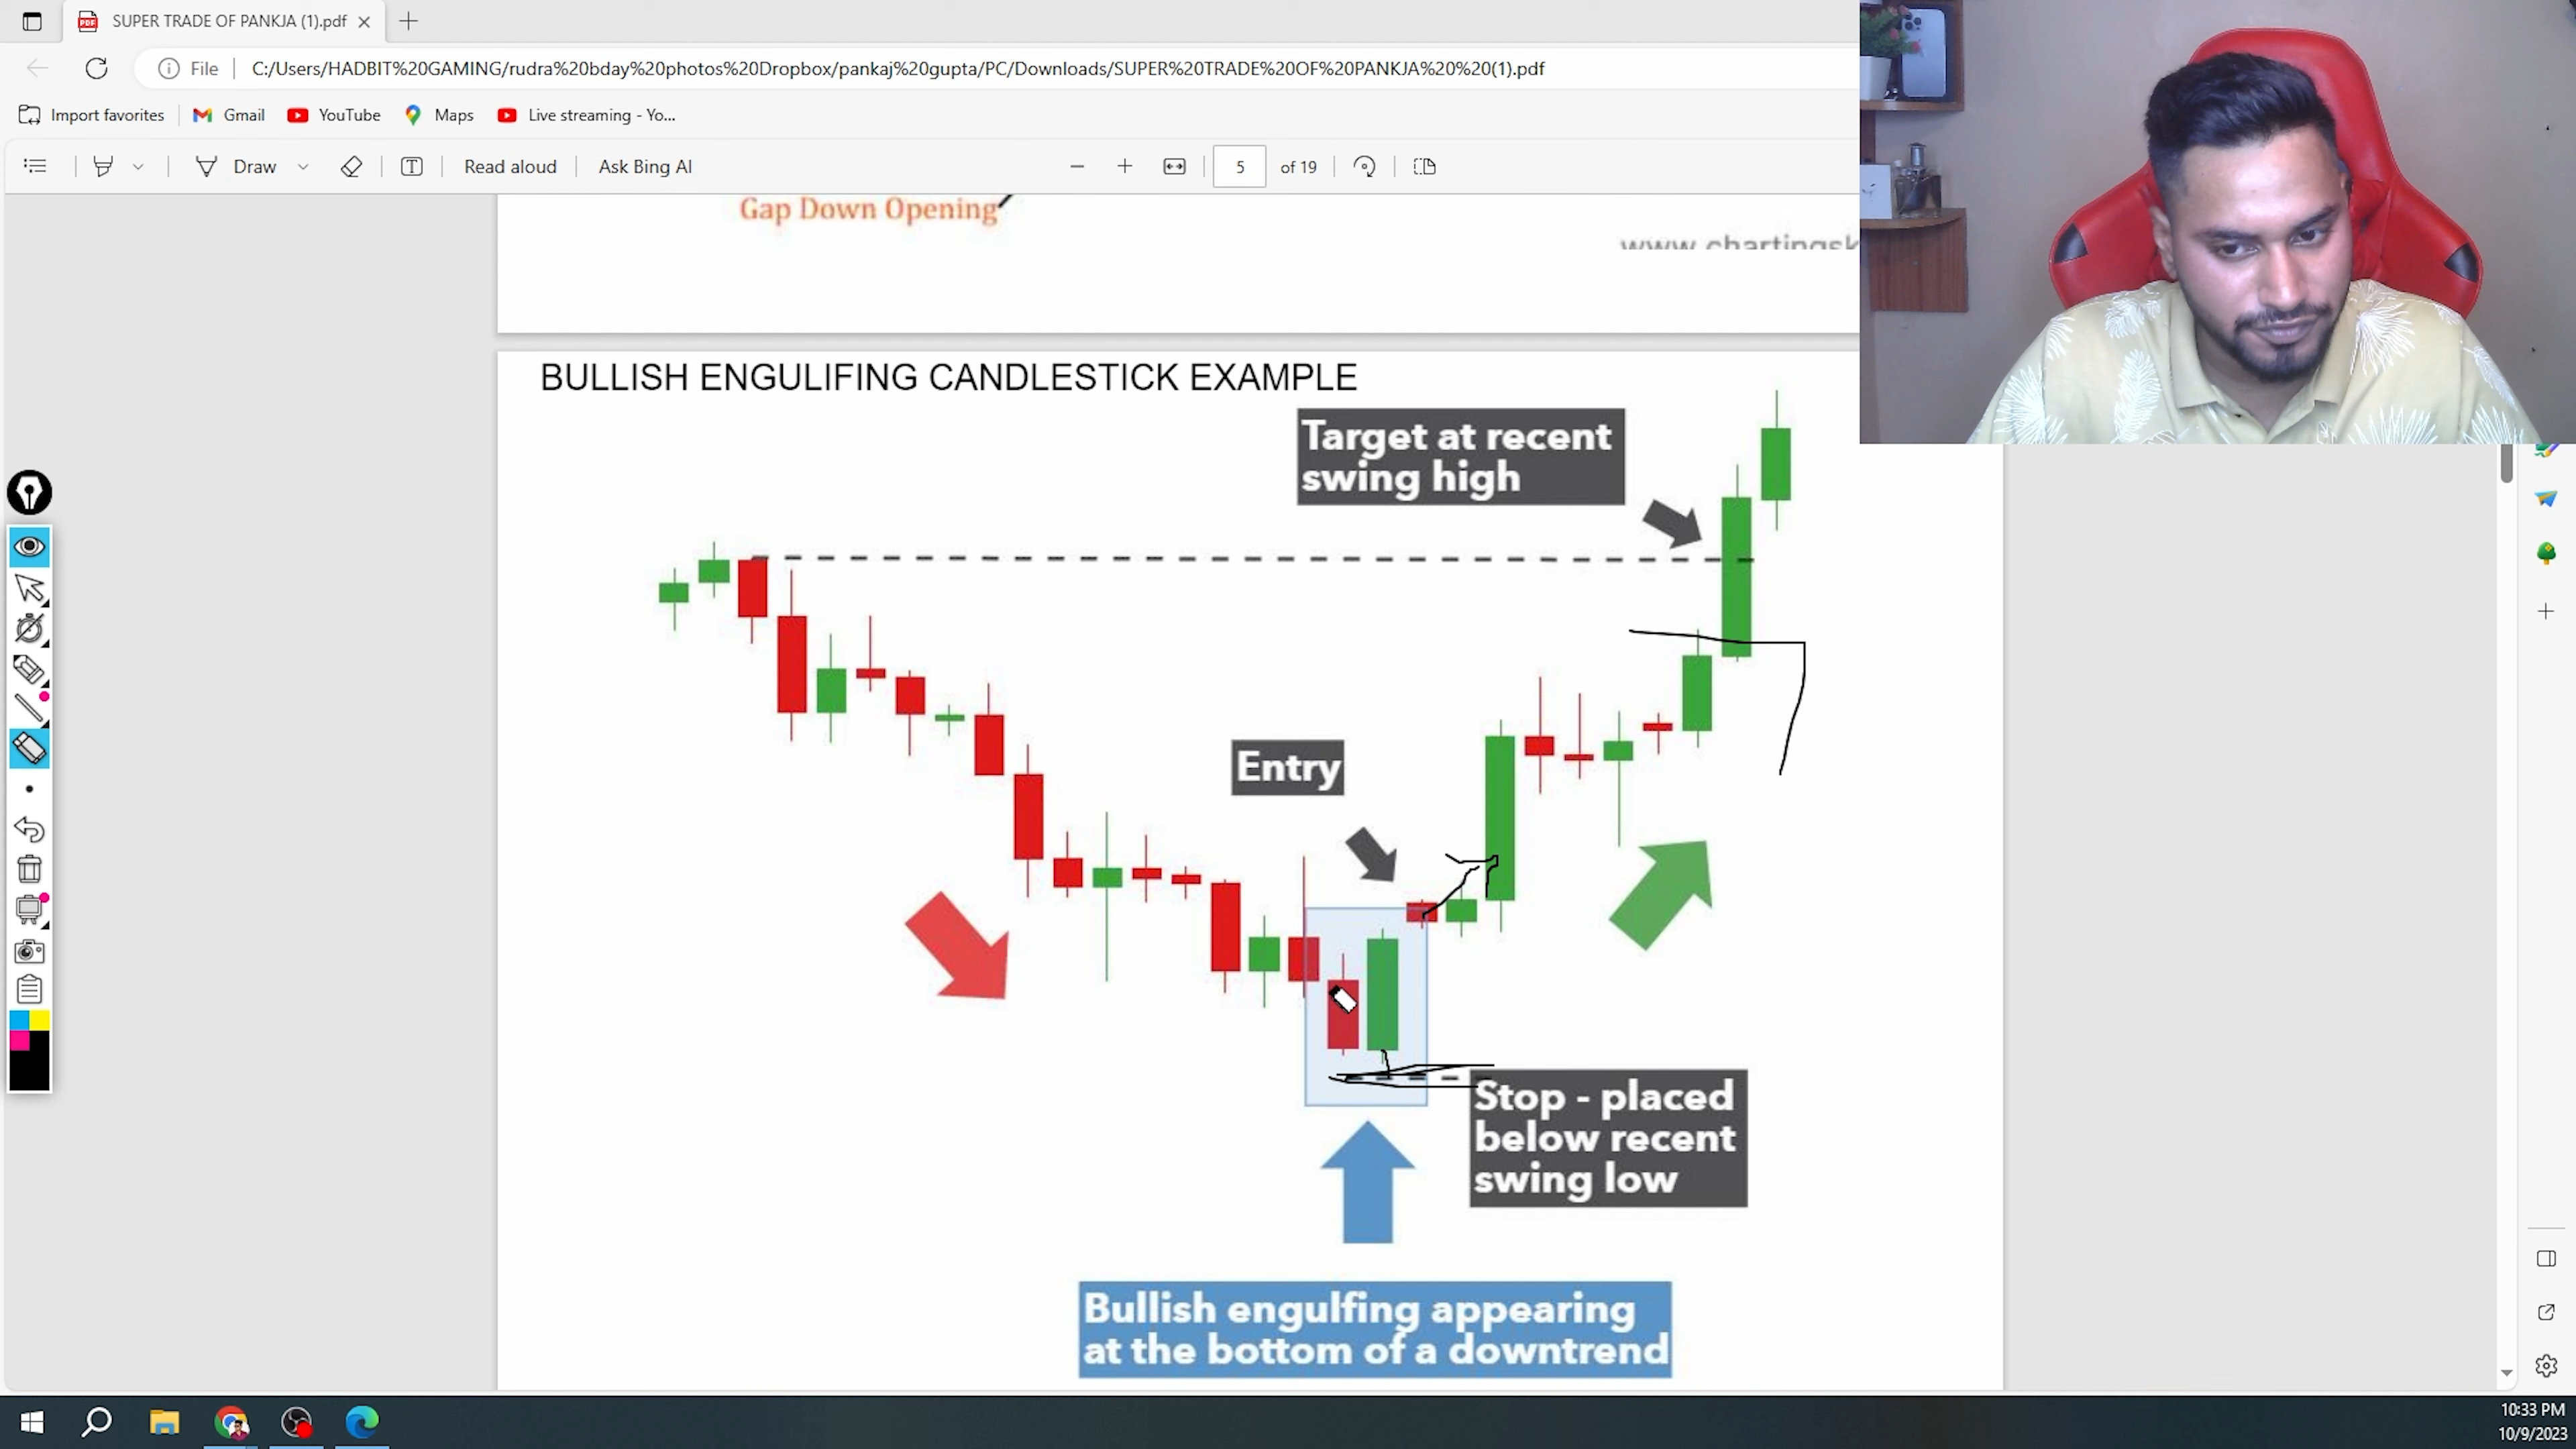 SUPER TRADE OF PANKJA (1).pdf
File
C:/Users/HADBIT%20GAMING/rudra%20bday%20photos%20Dropbox/pankaj%20gupta/PC/Downloads/SUPER%20TRADE%20OF%20PANKJA%20%20(1).pdf
Import favorites Gmail YouTube Maps Live streaming - Yo...
Draw Read aloud Ask Bing AI 5 of 19
Gap Down Opening
BULLISH ENGULIFING CANDLESTICK EXAMPLE
Target at recent
swing high
Entry
Stop - placed
below recent
swing low
Bullish engulfing appearing
at the bottom of a downtrend
10:33 PM
10/9/2023